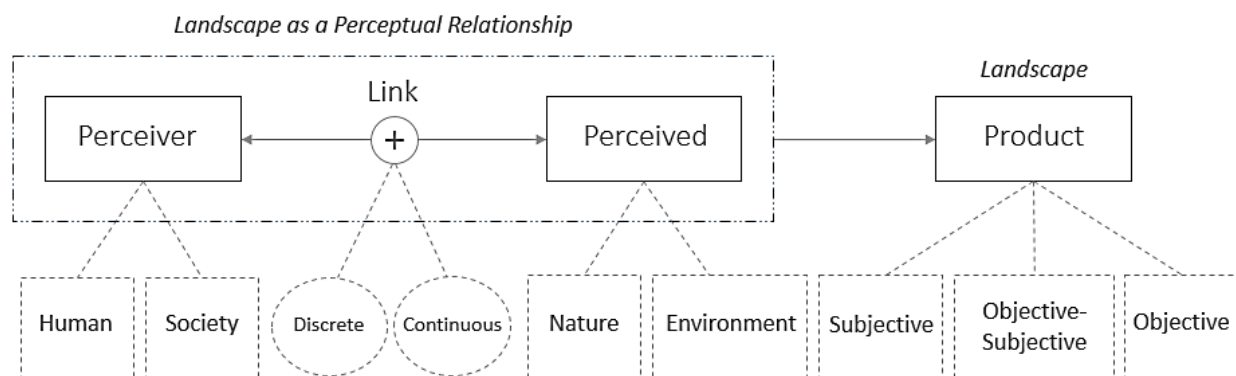 Landscape as a Perceptual Relationship
Landscape
Link
Perceiver
+
Perceived
Product
Human
Society
Discrete
Continuous
Nature
Environment
Subjective
Objective-
Subjective
Objective